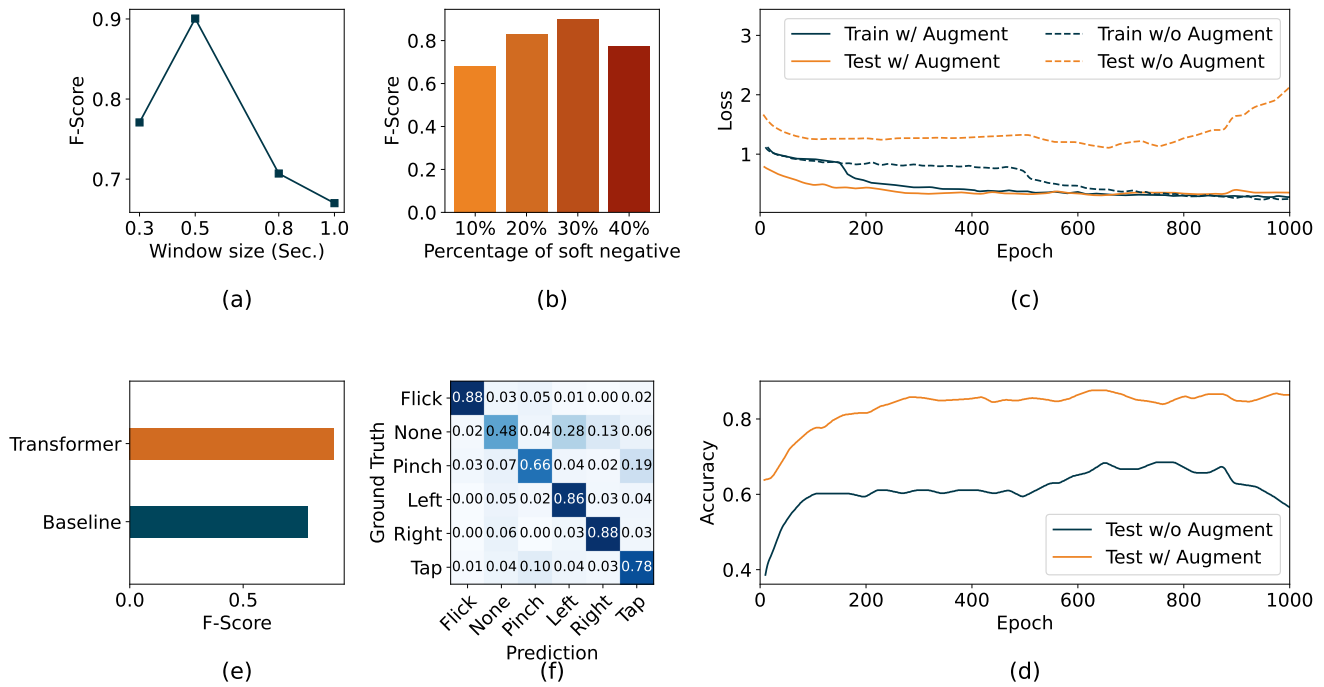 0.9
0.8
0.7
F-Score
0.3 0.5 0.8 1.0
Window size (Sec.)
(a)
0.8
0.6
0.4
0.2
0.0
F-Score
10% 20% 30% 40%
Percentage of soft negative
(b)
3
2
1
Loss
Train w/ Augment
Test w/ Augment
Train w/o Augment
Test w/o Augment
0 200 400 600 800 1000
Epoch
(c)
Transformer
Baseline
0.0 0.5
F-Score
(e)
Ground Truth
Flick 0.88 0.03 0.05 0.01 0.00 0.02
None 0.02 0.48 0.04 0.28 0.13 0.06
Pinch 0.03 0.07 0.66 0.04 0.02 0.19
Left 0.00 0.05 0.02 0.86 0.03 0.04
Right 0.00 0.06 0.00 0.03 0.88 0.03
Tap 0.01 0.04 0.10 0.04 0.03 0.78
Flick None Pinch Left Right Tap
Prediction
(f)
0.8
0.6
0.4
Accuracy
Test w/o Augment
Test w/ Augment
0 200 400 600 800 1000
Epoch
(d)